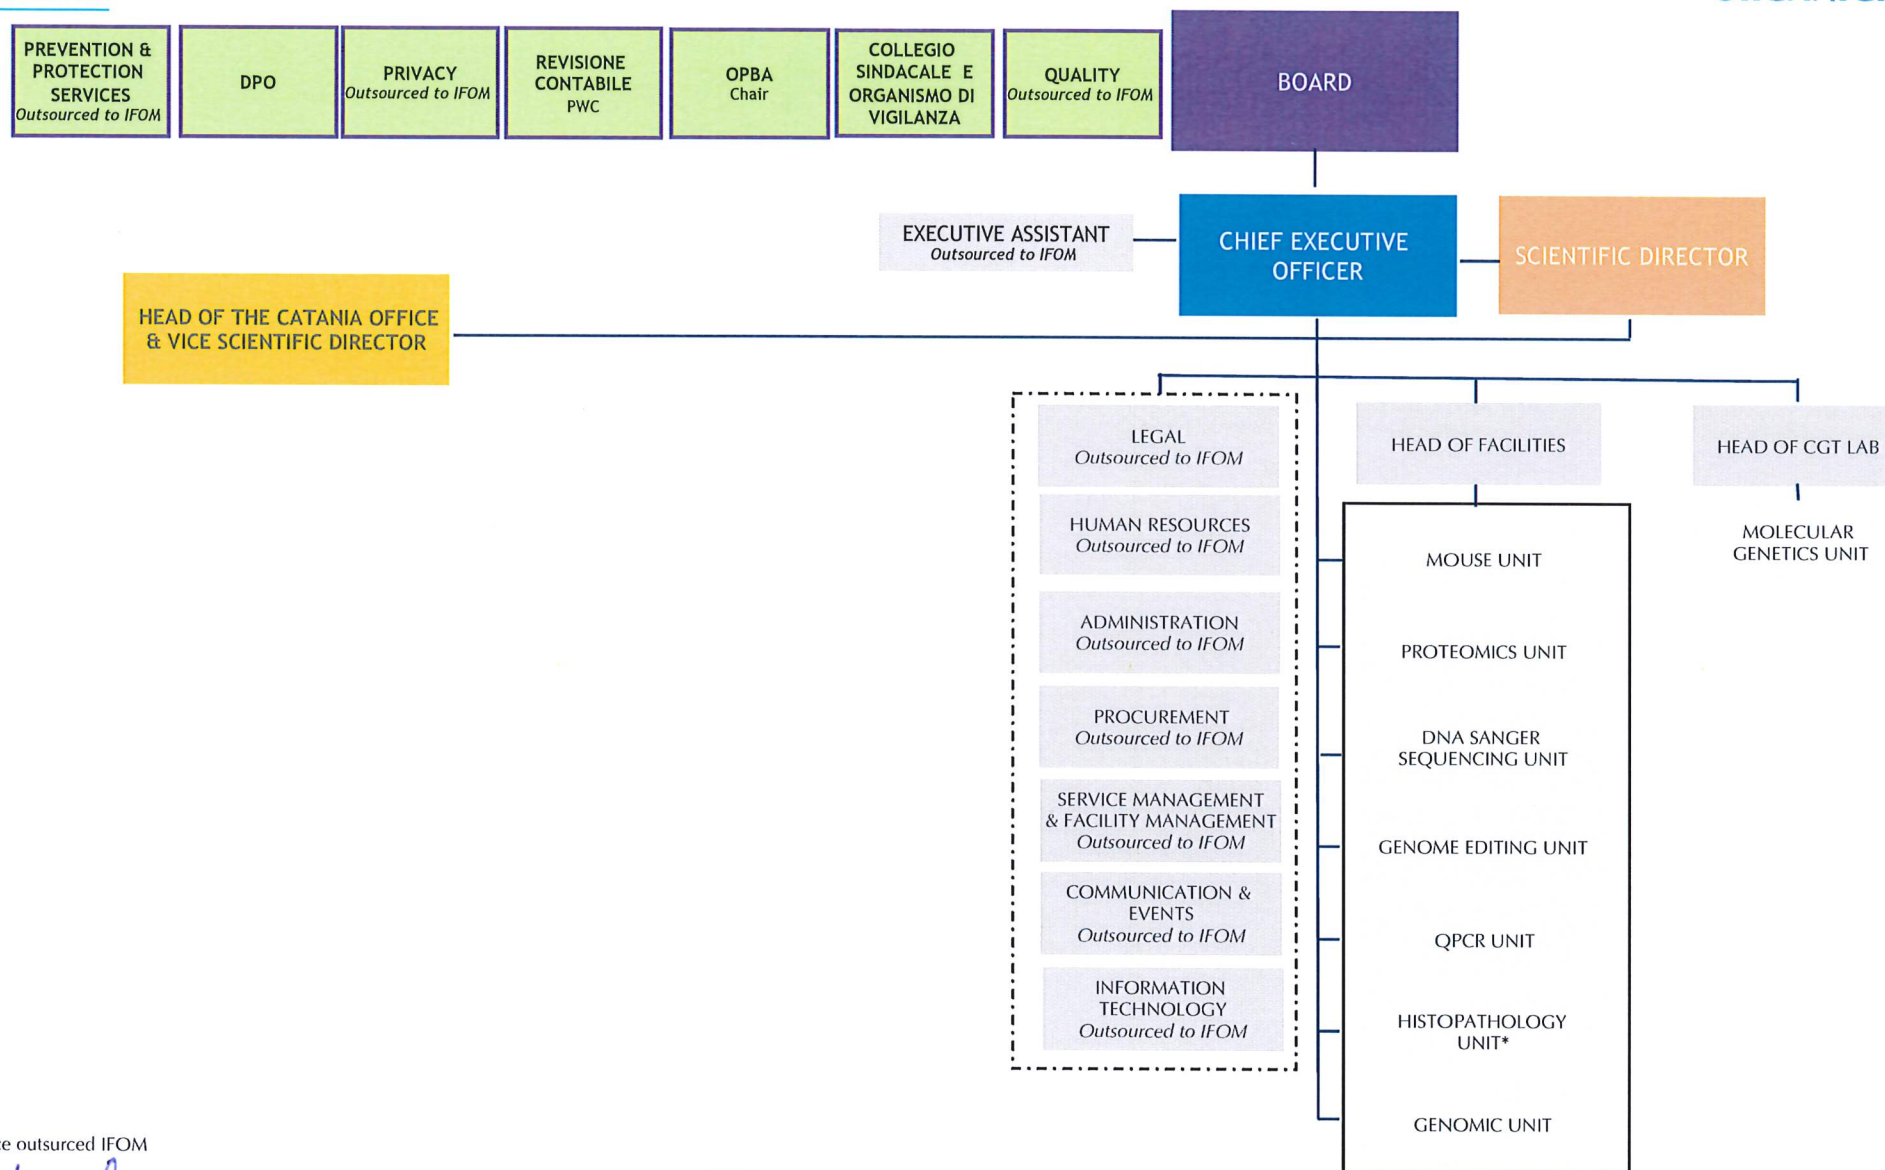 PREVENTION &
PROTECTION
SERVICES
Outsourced to IFOM
DPO
PRIVACY
Outsourced to IFOM
REVISIONE
CONTABILE
PWC
OPBA
Chair
COLLEGIO
SINDACALE E
ORGANISMO DI
VIGILANZA
QUALITY
Outsourced to IFOM
BOARD
EXECUTIVE ASSISTANT
Outsourced to IFOM
CHIEF EXECUTIVE
OFFICER
SCIENTIFIC DIRECTOR
HEAD OF THE CATANIA OFFICE
& VICE SCIENTIFIC DIRECTOR
LEGAL
Outsourced to IFOM
HUMAN RESOURCES
Outsourced to IFOM
ADMINISTRATION
Outsourced to IFOM
PROCUREMENT
Outsourced to IFOM
SERVICE MANAGEMENT
& FACILITY MANAGEMENT
Outsourced to IFOM
COMMUNICATION &
EVENTS
Outsourced to IFOM
INFORMATION
TECHNOLOGY
Outsourced to IFOM
HEAD OF FACILITIES
MOUSE UNIT
PROTEOMICS UNIT
DNA SANGER
SEQUENCING UNIT
GENOME EDITING UNIT
QPCR UNIT
HISTOPATHOLOGY
UNIT*
GENOMIC UNIT
HEAD OF CGT LAB
MOLECULAR
GENETICS UNIT
outsurced IFOM